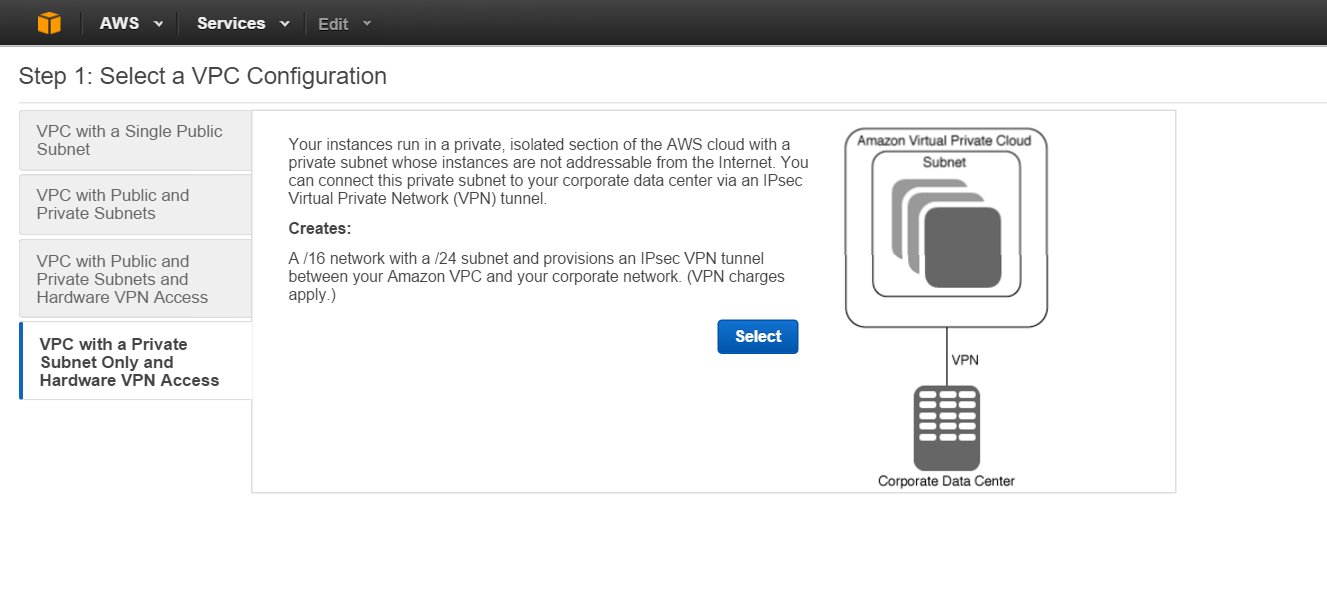 AWS Services Edit
Step 1: Select a VPC Configuration
VPC with a Single Public
Subnet
VPC with Public and
Private Subnets
VPC with Public and
Private Subnets and
Hardware VPN Access
VPC with a Private
Subnet Only and
Hardware VPN Access
Your instances run in a private, isolated section of the AWS cloud with a
private subnet whose instances are not addressable from the Internet. You
can connect this private subnet to your corporate data center via an IPsec
Virtual Private Network (VPN) tunnel.
Creates:
A /16 network with a /24 subnet and provisions an IPsec VPN tunnel
between your Amazon VPC and your corporate network. (VPN charges
apply.)
Select
Amazon Virtual Private Cloud
Subnet
VPN
Corporate Data Center